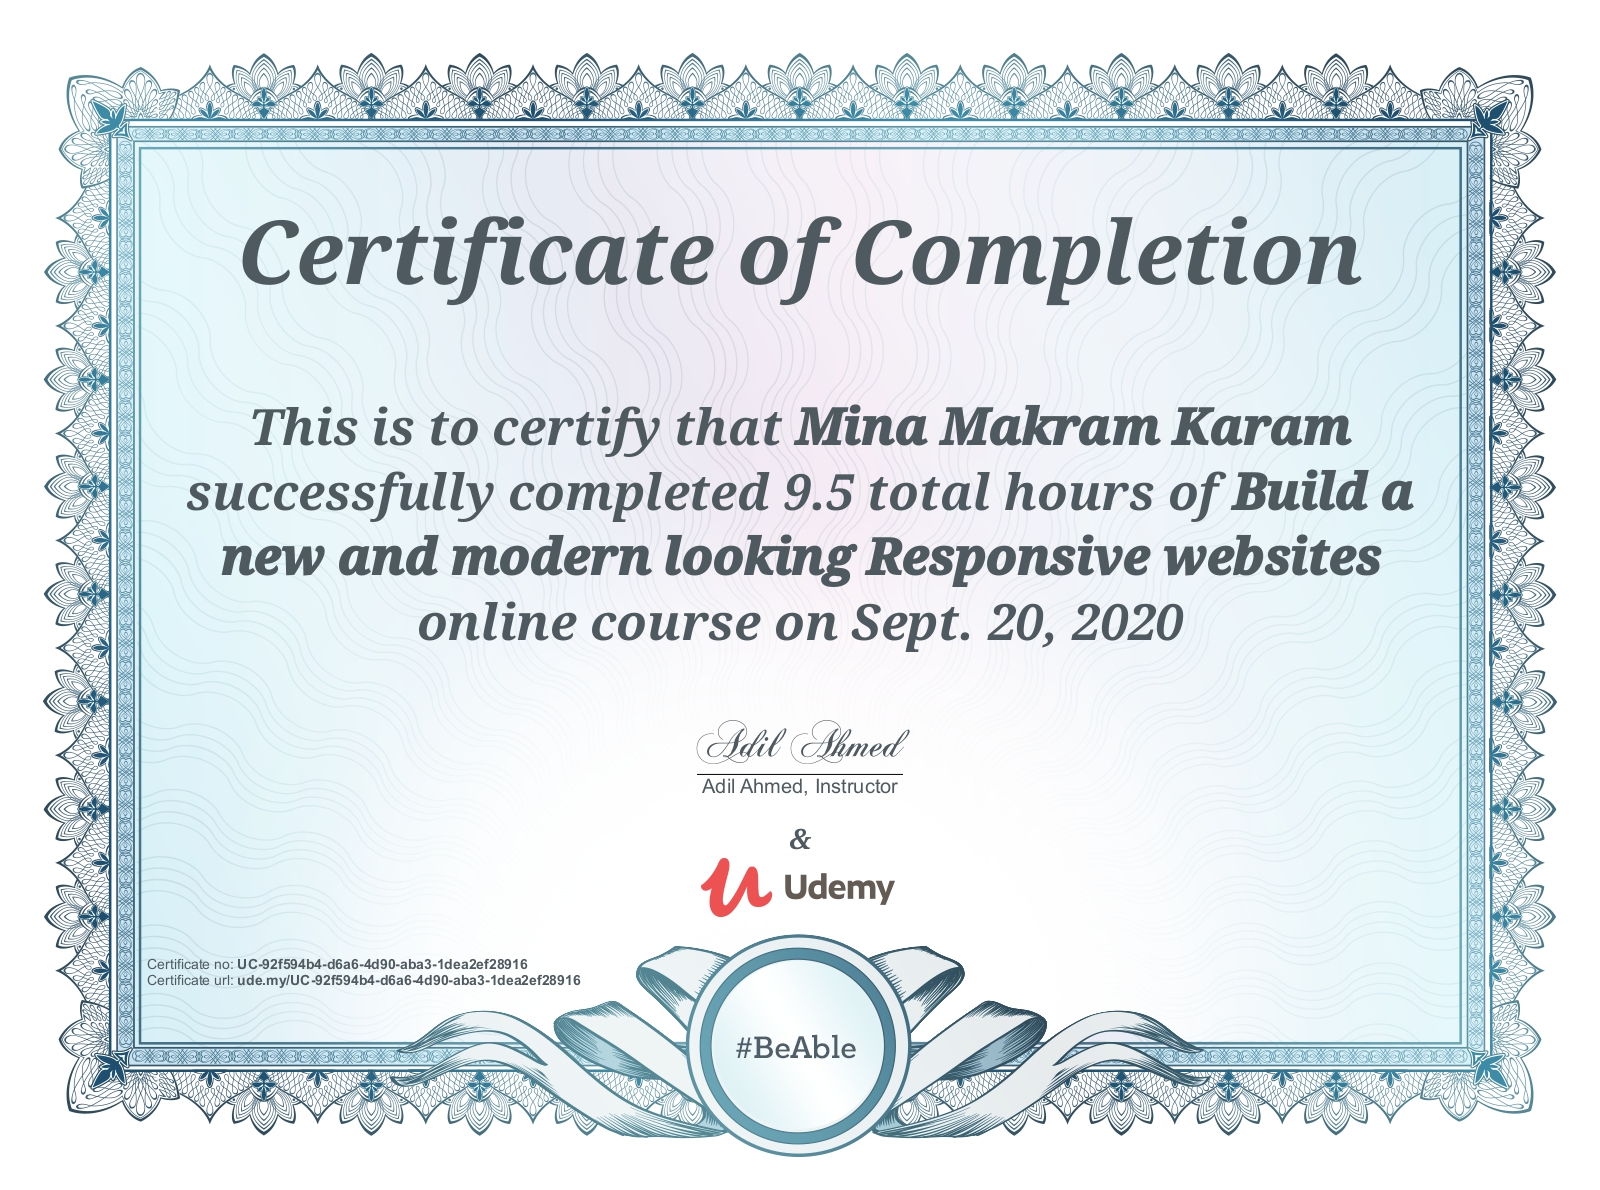 Certificate of Completion
This is to certify that Mina Makram Karam
successfully completed 9.5 total hours of Build a
new and modern looking Responsive websites
online course on Sept. 20, 2020
Adil Ahmed
Adil Ahmed, Instructor
&
Udemy
Certificate no: UC-92f594b4-d6a6-4d90-aba3-1dea2ef28916
Certificate url: ude.my/UC-92f594b4-d6a6-4d90-aba3-1dea2ef28916
#BeAble